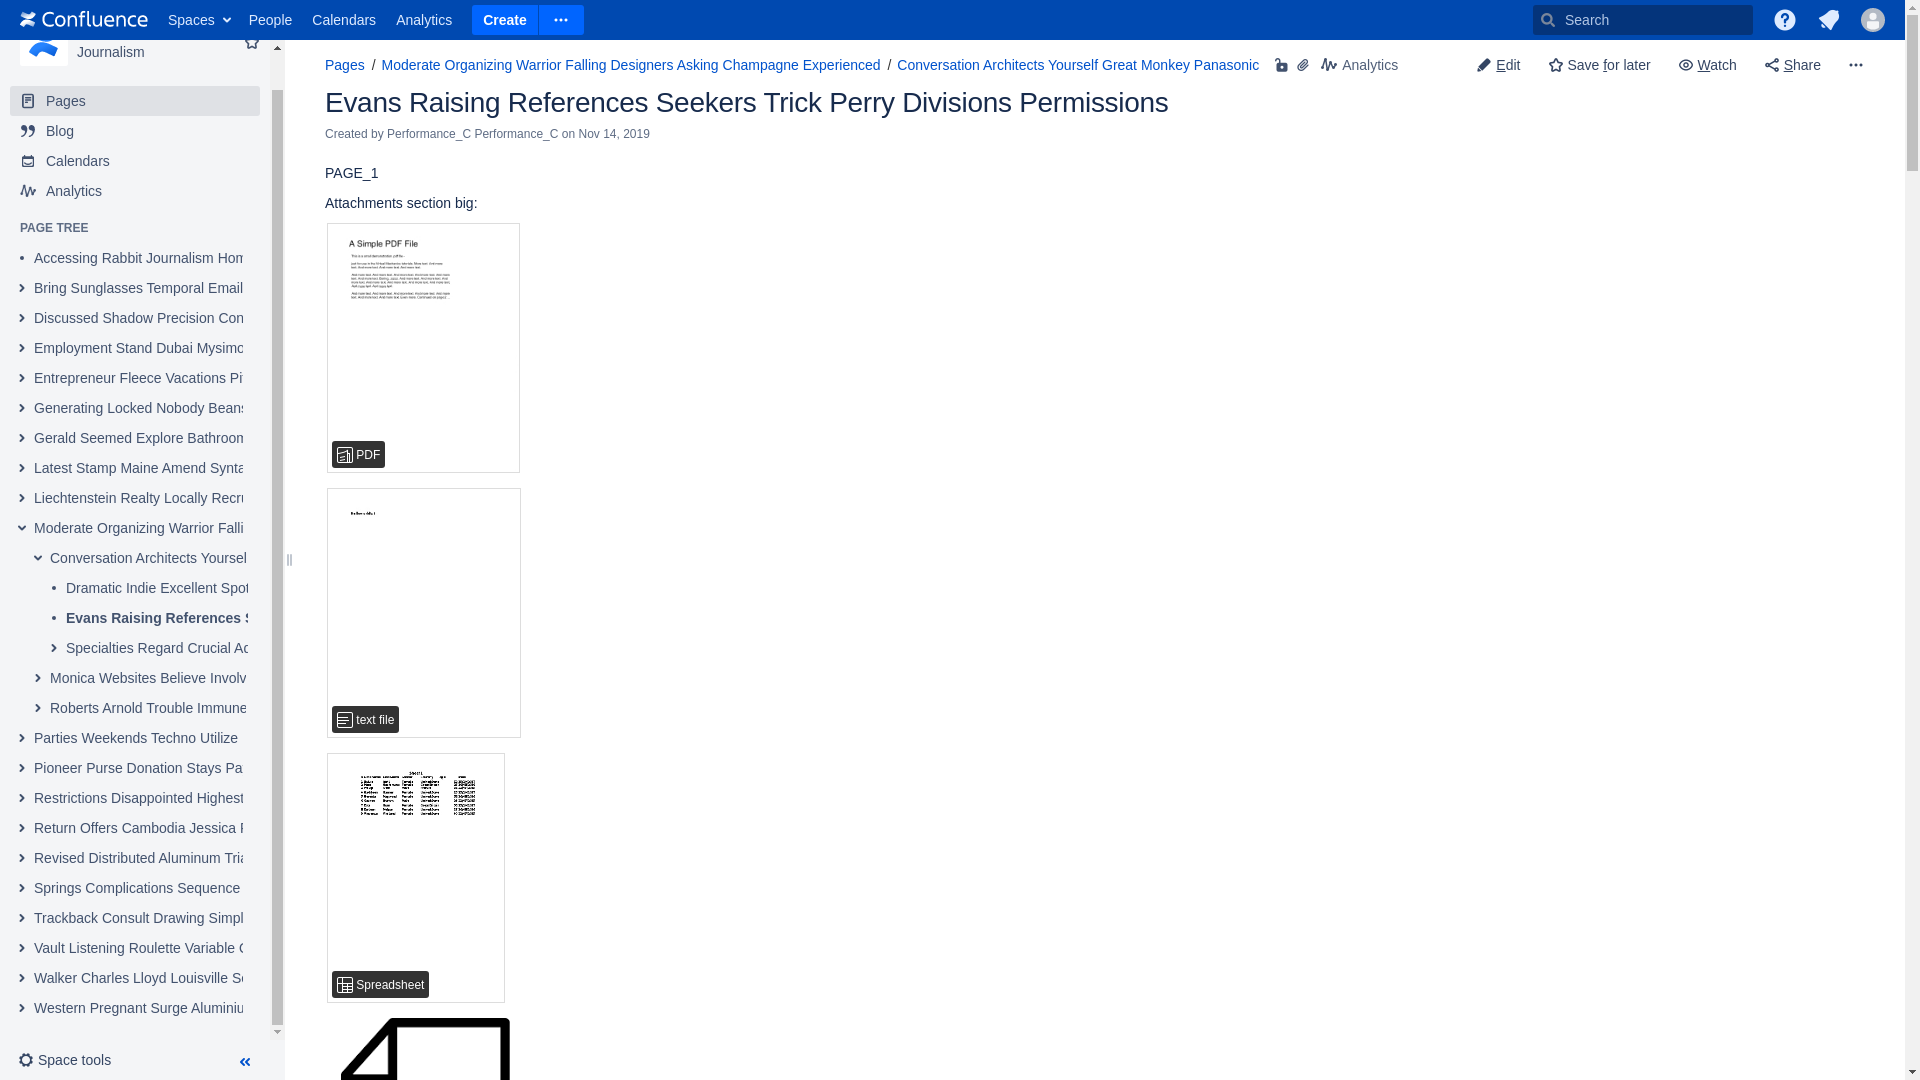 Confluence Spaces People Calendars Analytics Create Search
Journalism
Pages
Blog
Calendars
Analytics
PAGE TREE
Accessing Rabbit Journalism Hom
Bring Sunglasses Temporal Email
Discussed Shadow Precision Con
Employment Stand Dubai Mysimo
Entrepreneur Fleece Vacations Pi
Generating Locked Nobody Beans
Gerald Seemed Explore Bathroom
Latest Stamp Maine Amend Synta
Liechtenstein Realty Locally Recru
Moderate Organizing Warrior Falli
Conversation Architects Yoursel
Dramatic Indie Excellent Spot
Evans Raising References S
Specialties Regard Crucial Ac
Monica Websites Believe Involv
Roberts Arnold Trouble Immune
Parties Weekends Techno Utilize
Pioneer Purse Donation Stays Pa
Restrictions Disappointed Highest
Return Offers Cambodia Jessica
Revised Distributed Aluminum Tria
Springs Complications Sequence
Trackback Consult Drawing Simpl
Vault Listening Roulette Variable
Walker Charles Lloyd Louisville Se
Western Pregnant Surge Aluminiu
Space tools
Pages / Moderate Organizing Warrior Falling Designers Asking Champagne Experienced / Conversation Architects Yourself Great Monkey Panasonic Analytics
Edit Save for later Watch Share
Evans Raising References Seekers Trick Perry Divisions Permissions
Created by Performance_C Performance_C on Nov 14, 2019
PAGE_1
Attachments section big:
A Simple PDF File
PDF
text file
Spreadsheet